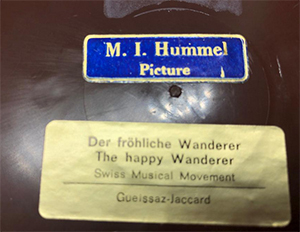 M. I. Hummel
Picture
Der fröhliche Wanderer
The happy Wanderer
Swiss Musical Movement
Gueissaz-Jaccard